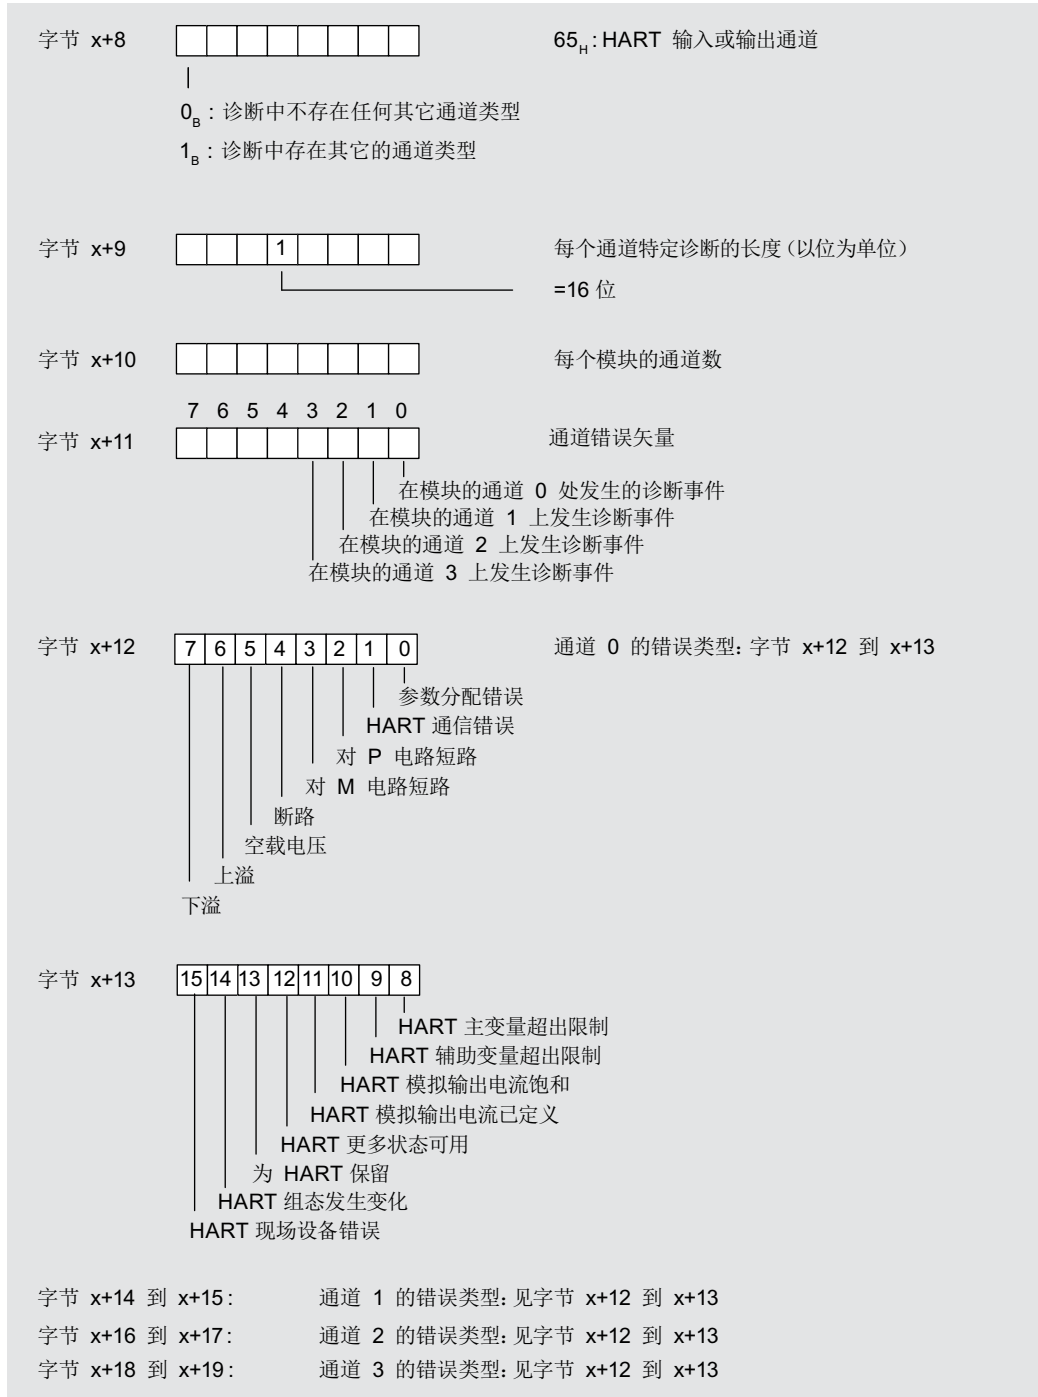 字节 x+8 65H: HART 输入或输出通道
0B：诊断中不存在任何其它通道类型
1B：诊断中存在其它的通道类型
字节 x+9 1 每个通道特定诊断的长度（以位为单位）
=16 位
字节 x+10 每个模块的通道数
7 6 5 4 3 2 1 0
字节 x+11 通道错误矢量
在模块的通道 0 处发生的诊断事件
在模块的通道 1 上发生诊断事件
在模块的通道 2 上发生诊断事件
在模块的通道 3 上发生诊断事件
字节 x+12 7 6 5 4 3 2 1 0 通道 0 的错误类型: 字节 x+12 到 x+13
参数分配错误
HART 通信错误
对 P 电路短路
对 M 电路短路
断路
空载电压
上溢
下溢
字节 x+13 15 14 13 12 11 10 9 8
HART 主变量超出限制
HART 辅助变量超出限制
HART 模拟输出电流饱和
HART 模拟输出电流已定义
HART 更多状态可用
为 HART 保留
HART 组态发生变化
HART 现场设备错误
字节 x+14 到 x+15: 通道 1 的错误类型: 见字节 x+12 到 x+13
字节 x+16 到 x+17: 通道 2 的错误类型: 见字节 x+12 到 x+13
字节 x+18 到 x+19: 通道 3 的错误类型: 见字节 x+12 到 x+13